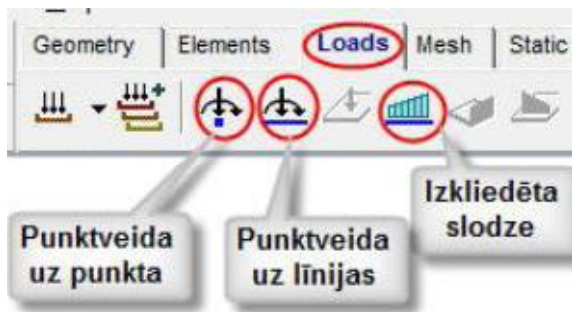 Geometry Elements Loads Mesh Static
Izkliedēta
slodze
Punktveida
uz punkta
Punktveida
uz līnijas